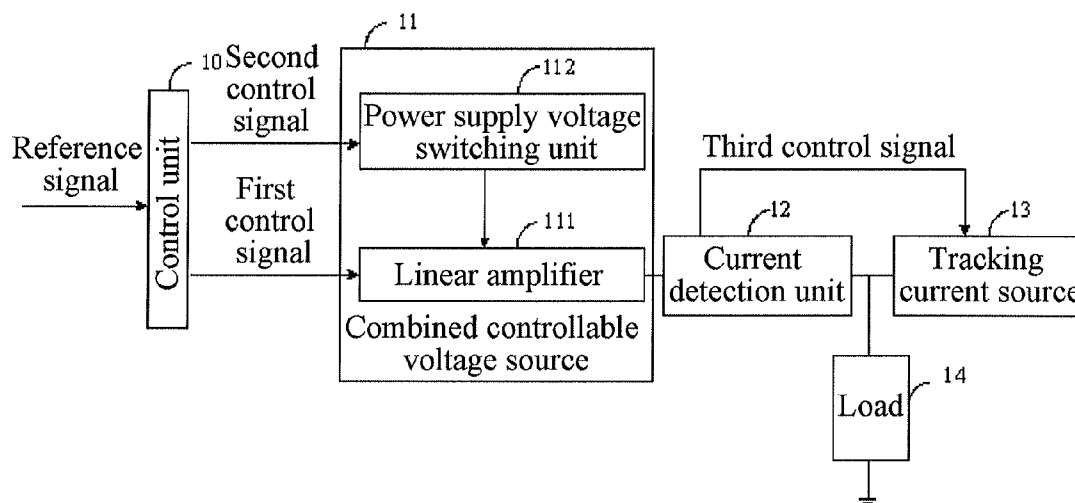 11
10
Second
control
signal
112
Power supply voltage
switching unit
Reference
signal
Control unit
First
control
signal
111
Linear amplifier
Combined controllable
voltage source
Third control signal
12
Current
detection unit
13
Tracking
current source
14
Load